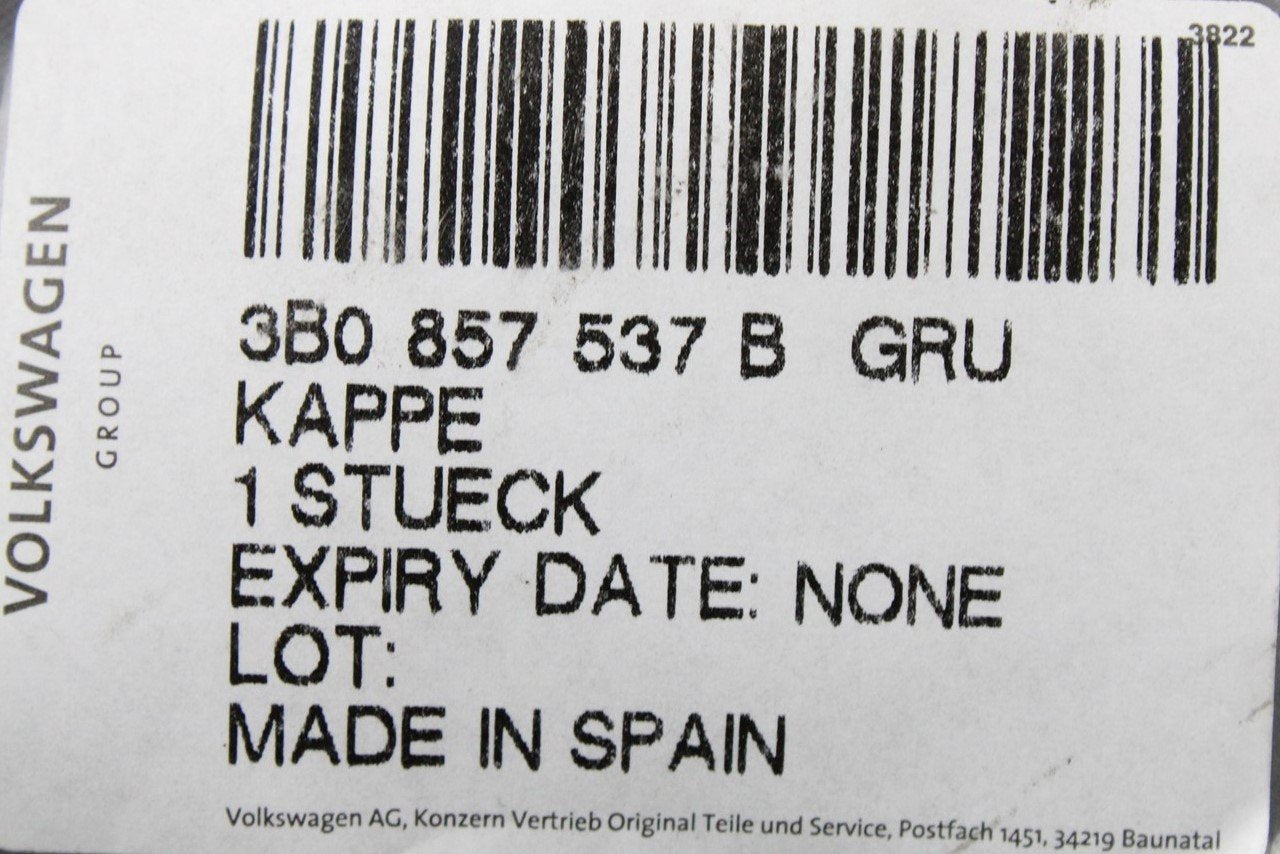 3822
VOLKSWAGEN
GROUP
3B0 857 537 B GRU
KAPPE
1 STUECK
EXPIRY DATE: NONE
LOT:
MADE IN SPAIN
Volkswagen AG, Konzern Vertrieb Original Teile und Service, Postfach 1451, 34219 Baunatal